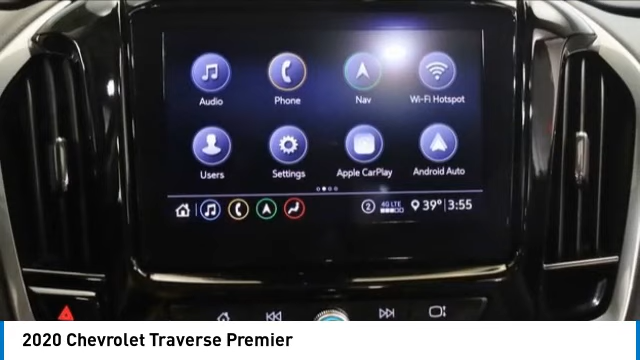 Audio Phone Nav Wi-Fi Hotspot
Users Settings Apple CarPlay Android Auto
2 4G LTE 39° 3:55
2020 Chevrolet Traverse Premier